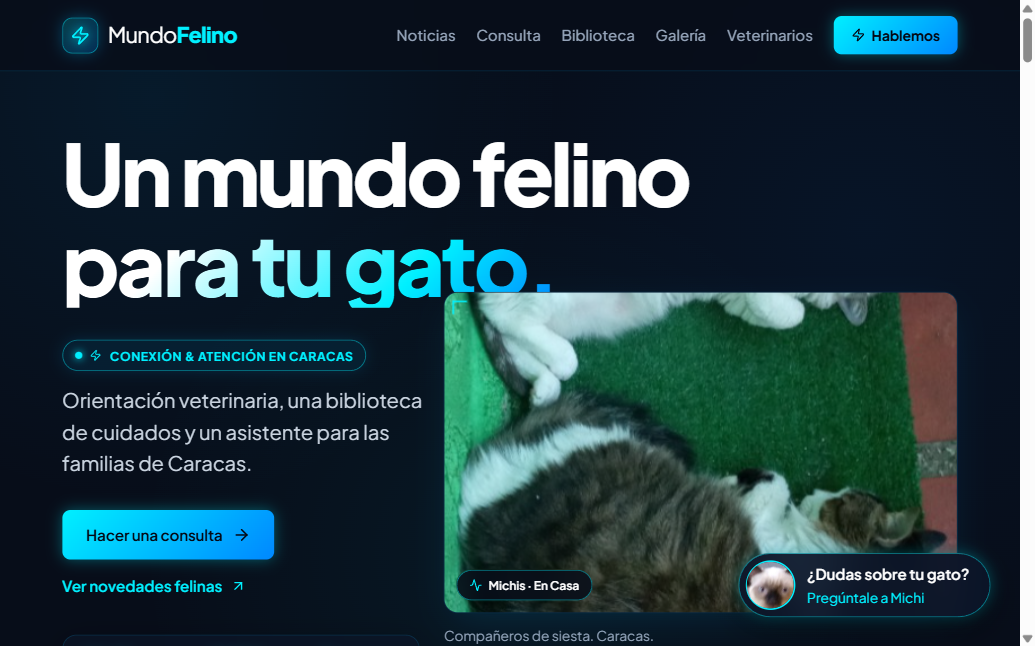 MundoFelino
Noticias
Consulta
Biblioteca
Galería
Veterinarios
Hablemos
Un mundo felino
para tu gato.
CONEXIÓN & ATENCIÓN EN CARACAS
Orientación veterinaria, una biblioteca
de cuidados y un asistente para las
familias de Caracas.
Hacer una consulta
Ver novedades felinas
Michis · En Casa
¿Dudas sobre tu gato?
Pregúntale a Michi
Compañeros de siesta. Caracas.